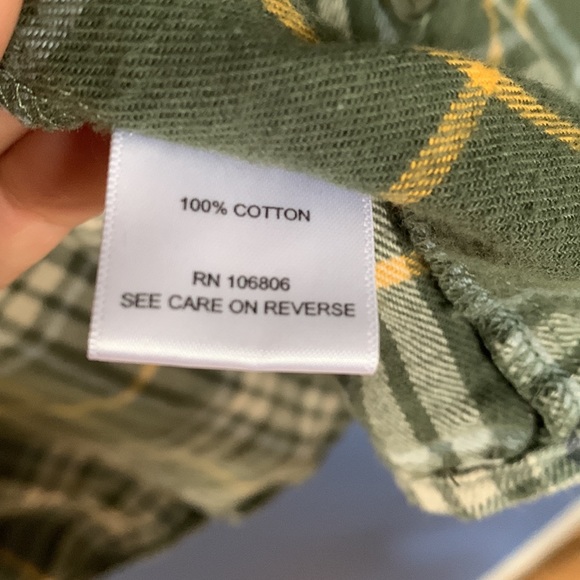 100% COTTON
RN 106806
SEE CARE ON REVERSE